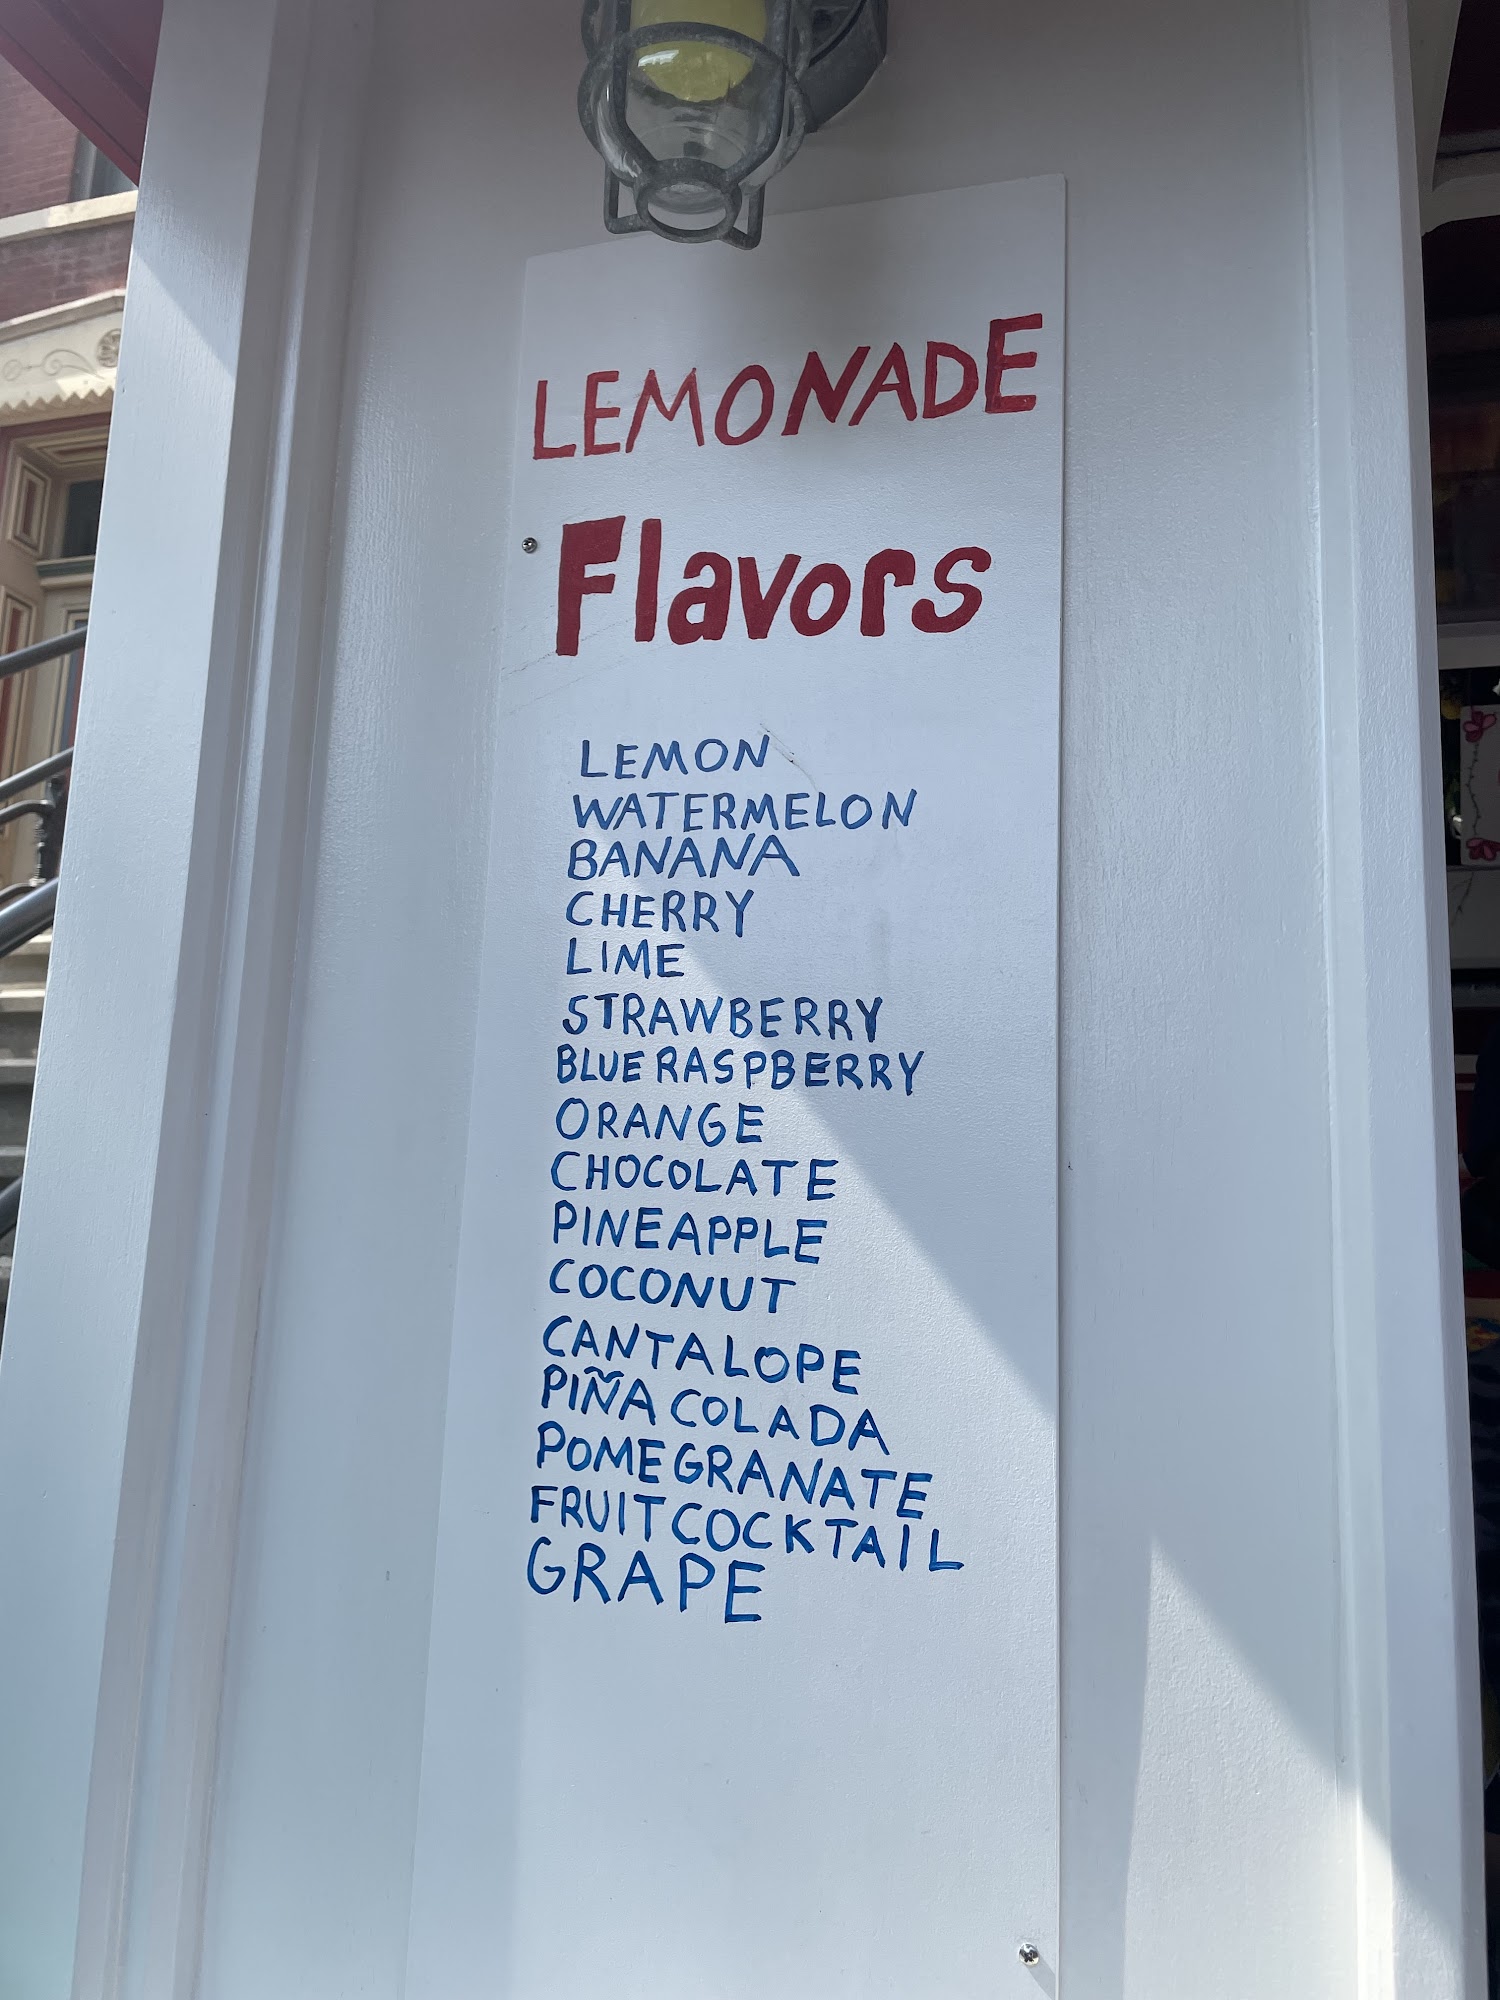 LEMONADE
Flavors
LEMON
WATERMELON
BANANA
CHERRY
LIME
STRAWBERRY
BLUE RASPBERRY
ORANGE
CHOCOLATE
PINEAPPLE
COCONUT
CANTALOPE
PIÑA COLADA
POMEGRANATE
FRUIT COCKTAIL
GRAPE